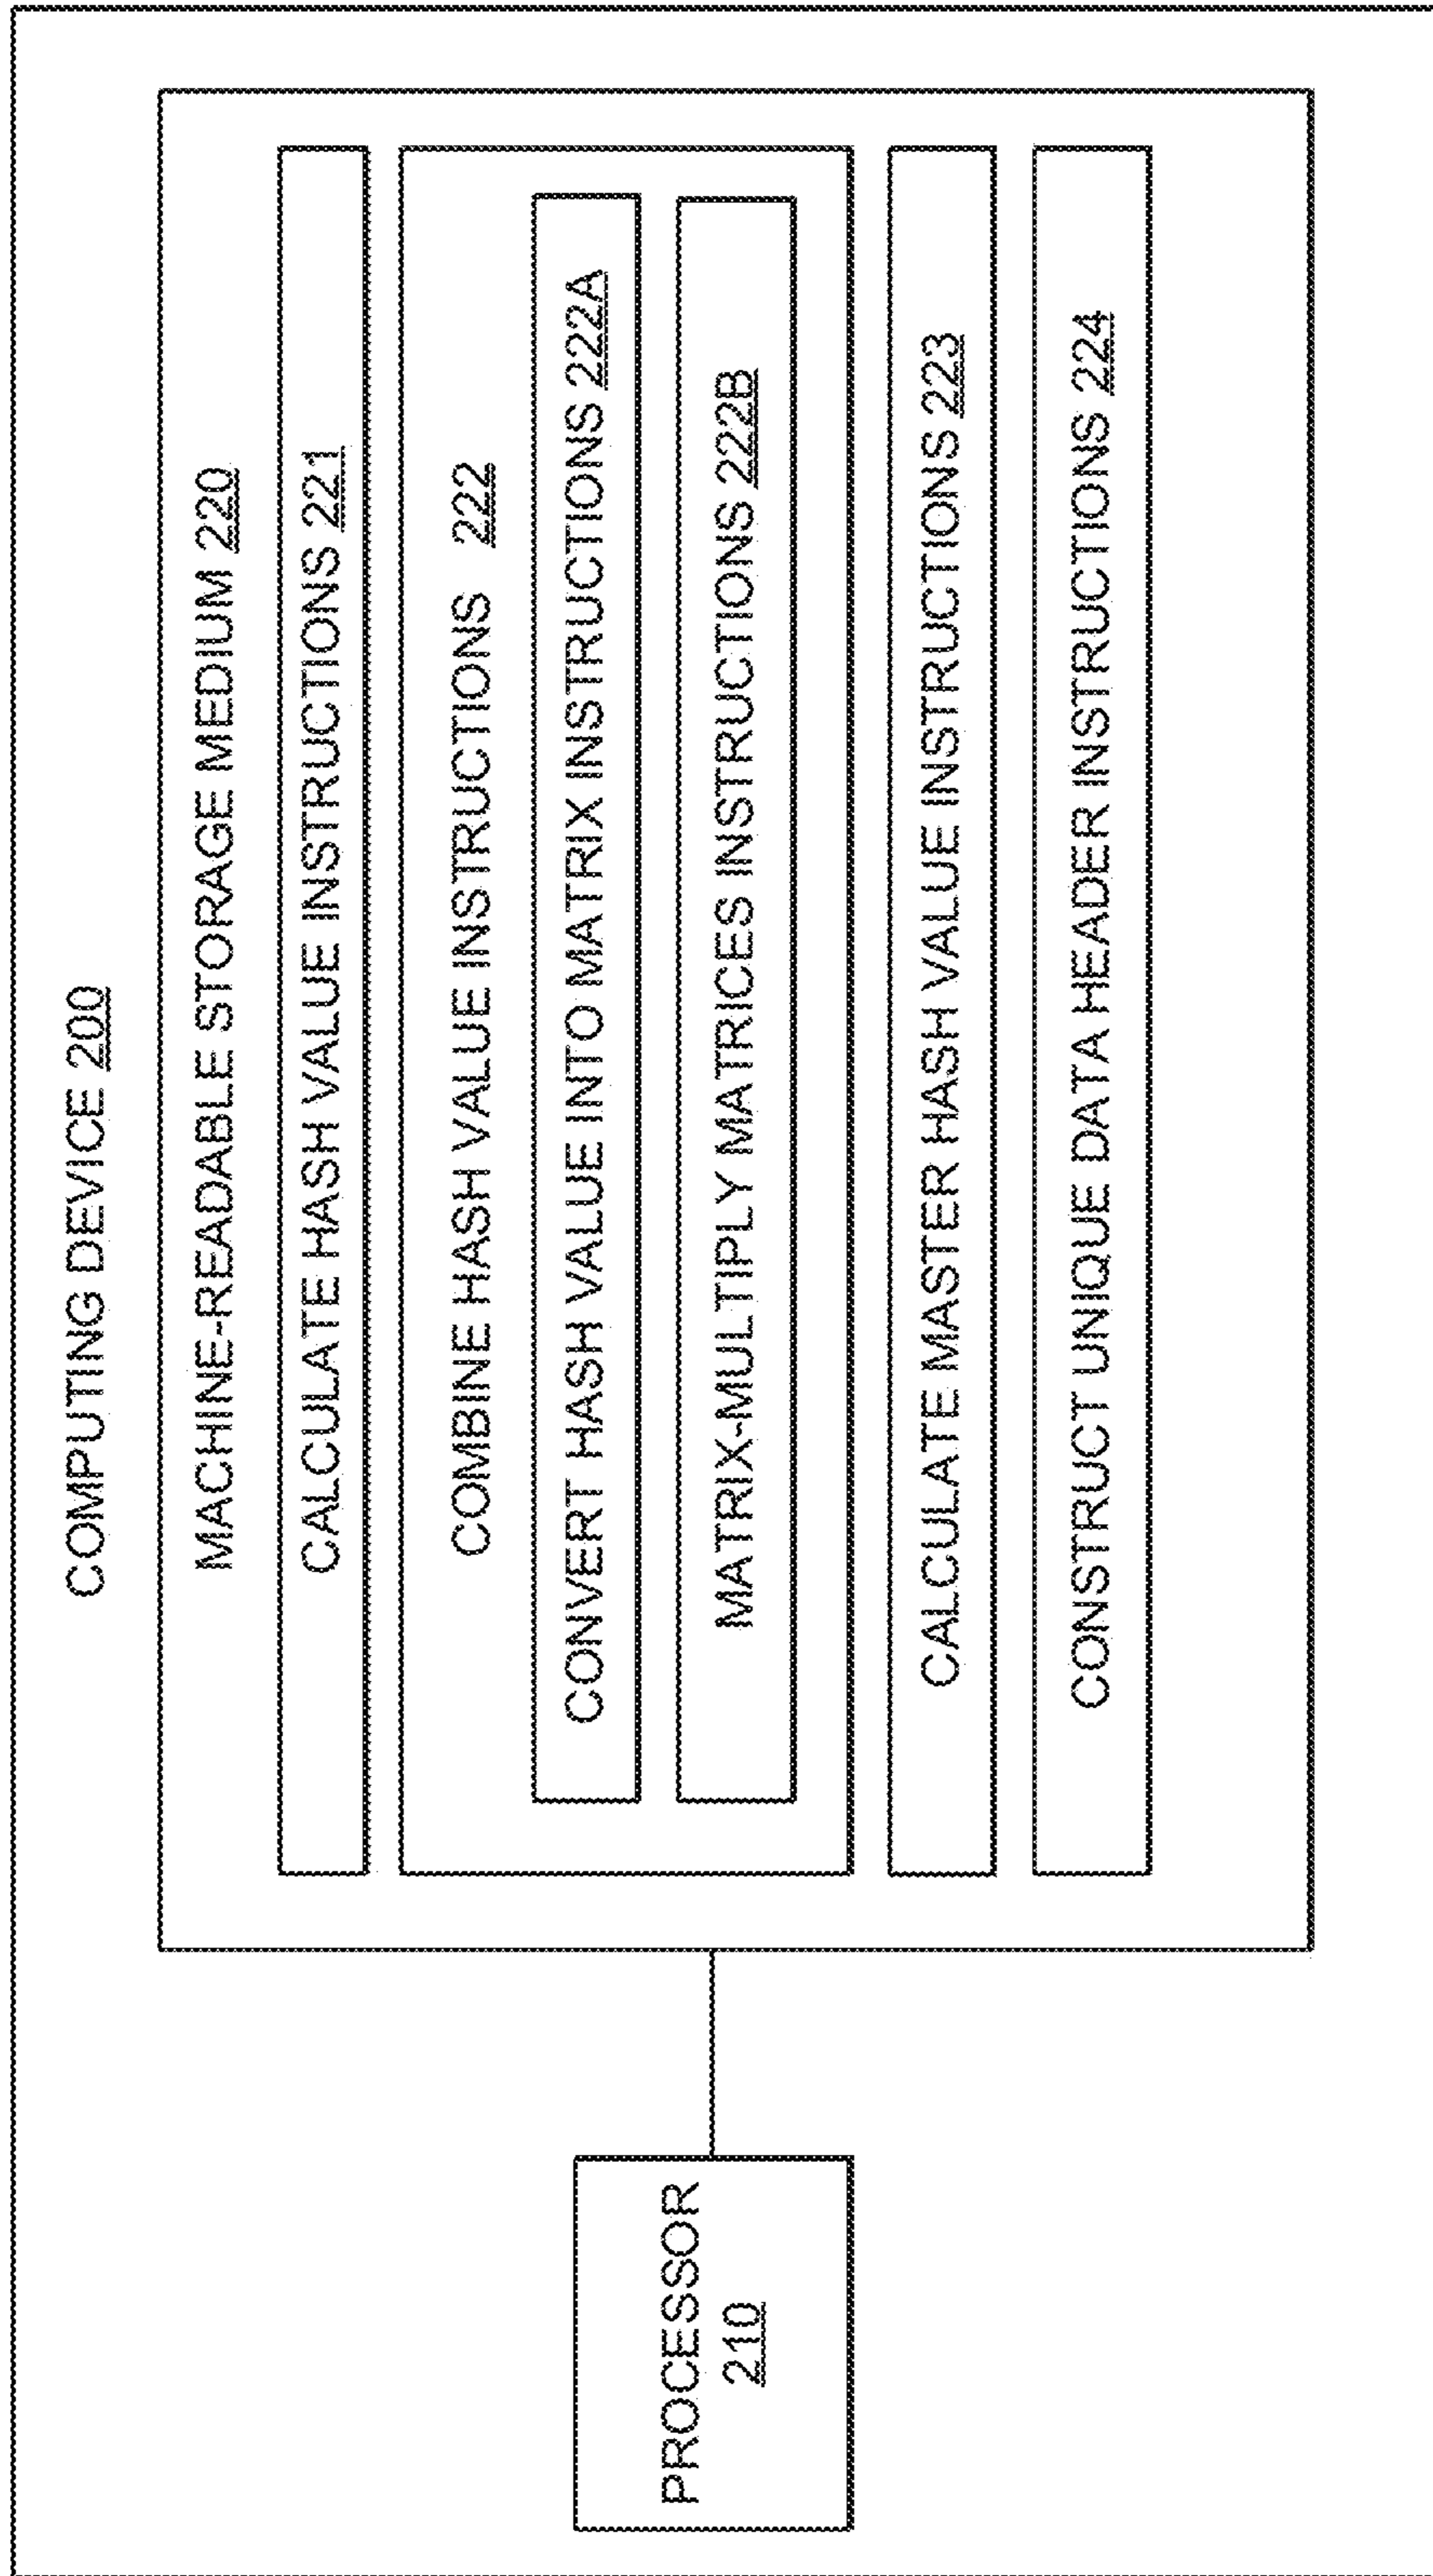 COMPUTING DEVICE 200
MACHINE-READABLE STORAGE MEDIUM 220
CALCULATE HASH VALUE INSTRUCTIONS 221
COMBINE HASH VALUE INSTRUCTIONS 222
CONVERT HASH VALUE INTO MATRIX INSTRUCTIONS 222A
MATRIX-MULTIPLY MATRICES INSTRUCTIONS 222B
CALCULATE MASTER HASH VALUE INSTRUCTIONS 223
CONSTRUCT UNIQUE DATA HEADER INSTRUCTIONS 224
PROCESSOR
210